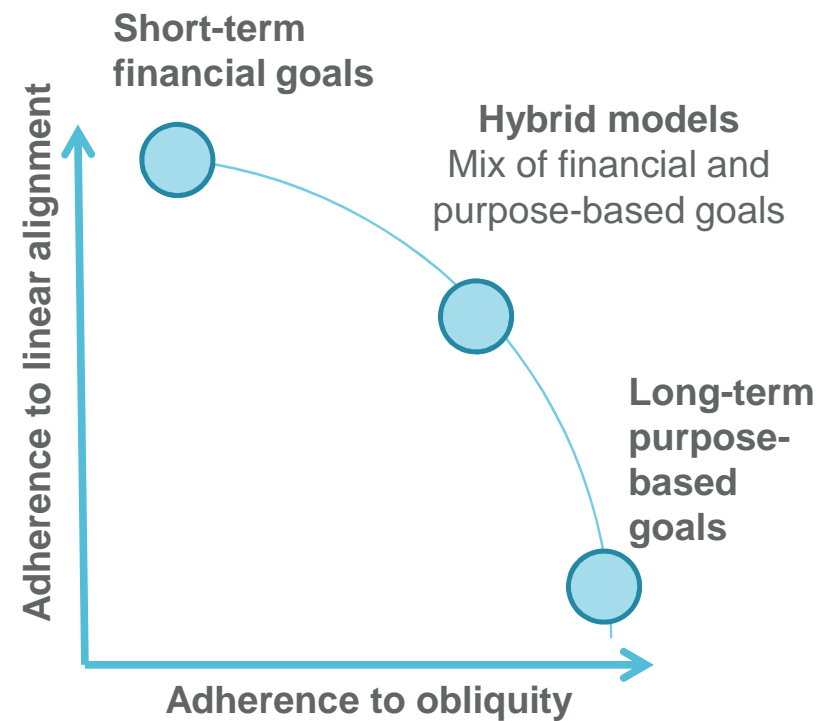 Short-term
financial goals
Hybrid models
Mix of financial and
purpose-based goals
Long-term
purpose-
based
goals
Adherence to linear alignment
Adherence to obliquity